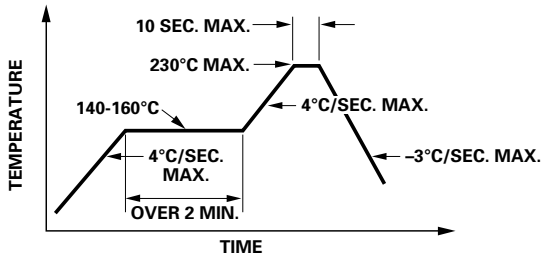 10 SEC. MAX.
230°C MAX.
140-160°C
4°C/SEC. MAX.
4°C/SEC.
MAX.
–3°C/SEC. MAX.
OVER 2 MIN.
TIME
TEMPERATURE